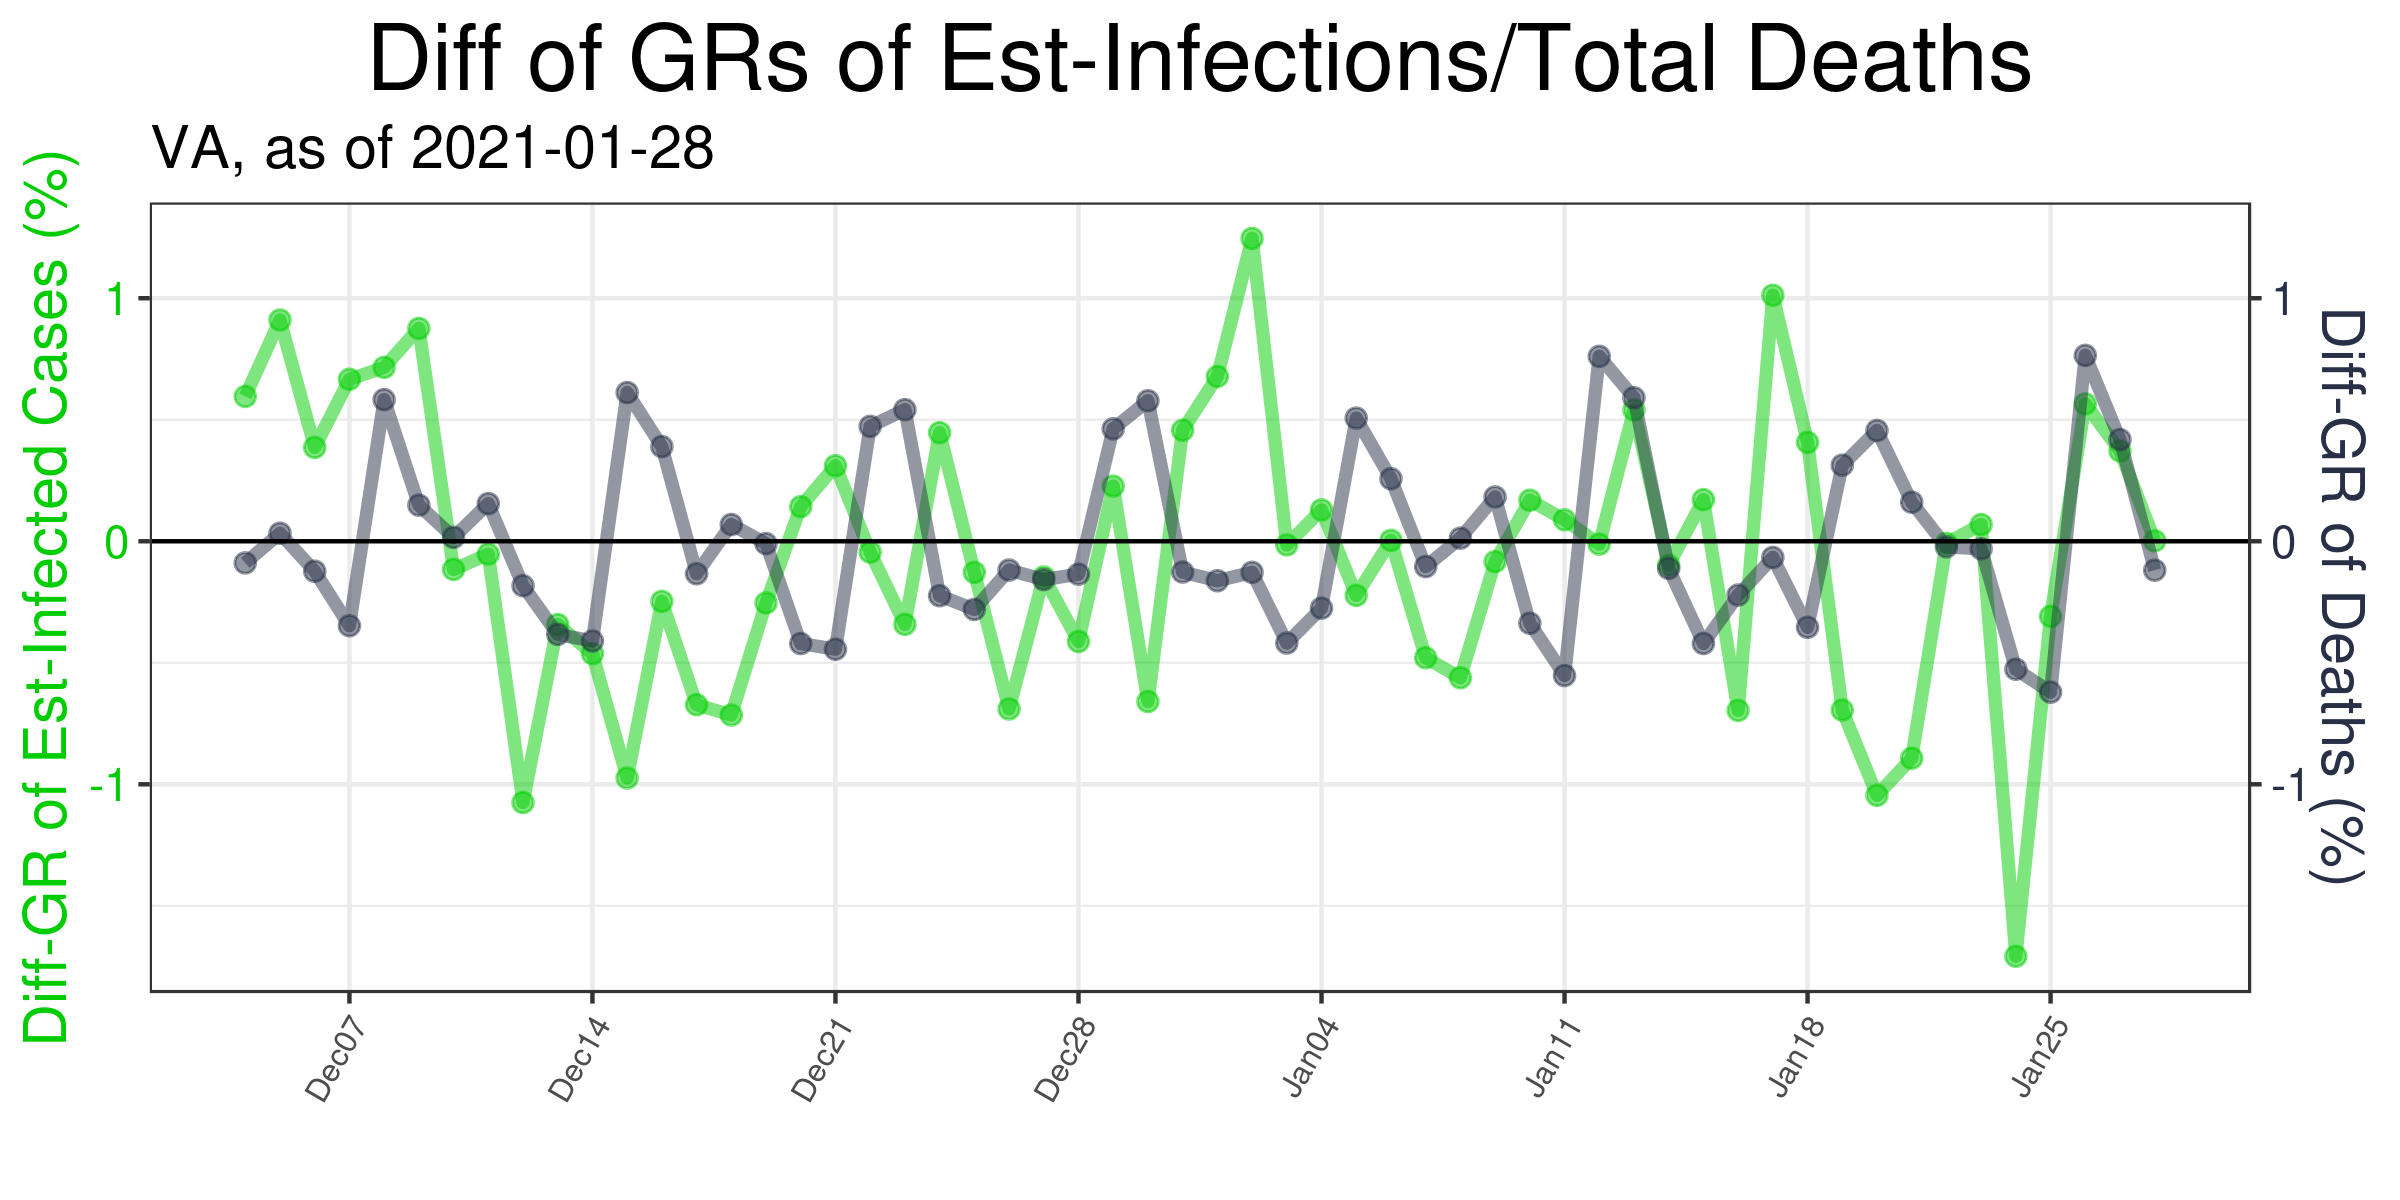 Diff of GRs of Est-Infections/Total Deaths
VA, as of 2021-01-28
Diff-GR of Est-Infected Cases (%)
1
0
-1
1
0
-1
Diff-GR of Deaths (%)
Dec07
Dec14
Dec21
Dec28
Jan04
Jan11
Jan18
Jan25